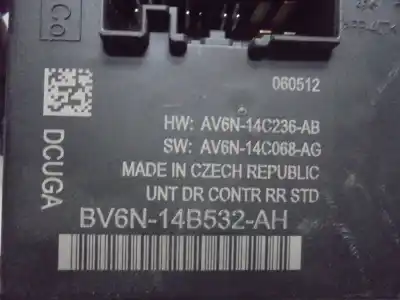 Co
060512
HW: AV6N-14C236-AB
SW: AV6N-14C068-AG
MADE IN CZECH REPUBLIC
UNT DR CONTR RR STD
DCUGA
BV6N-14B532-AH